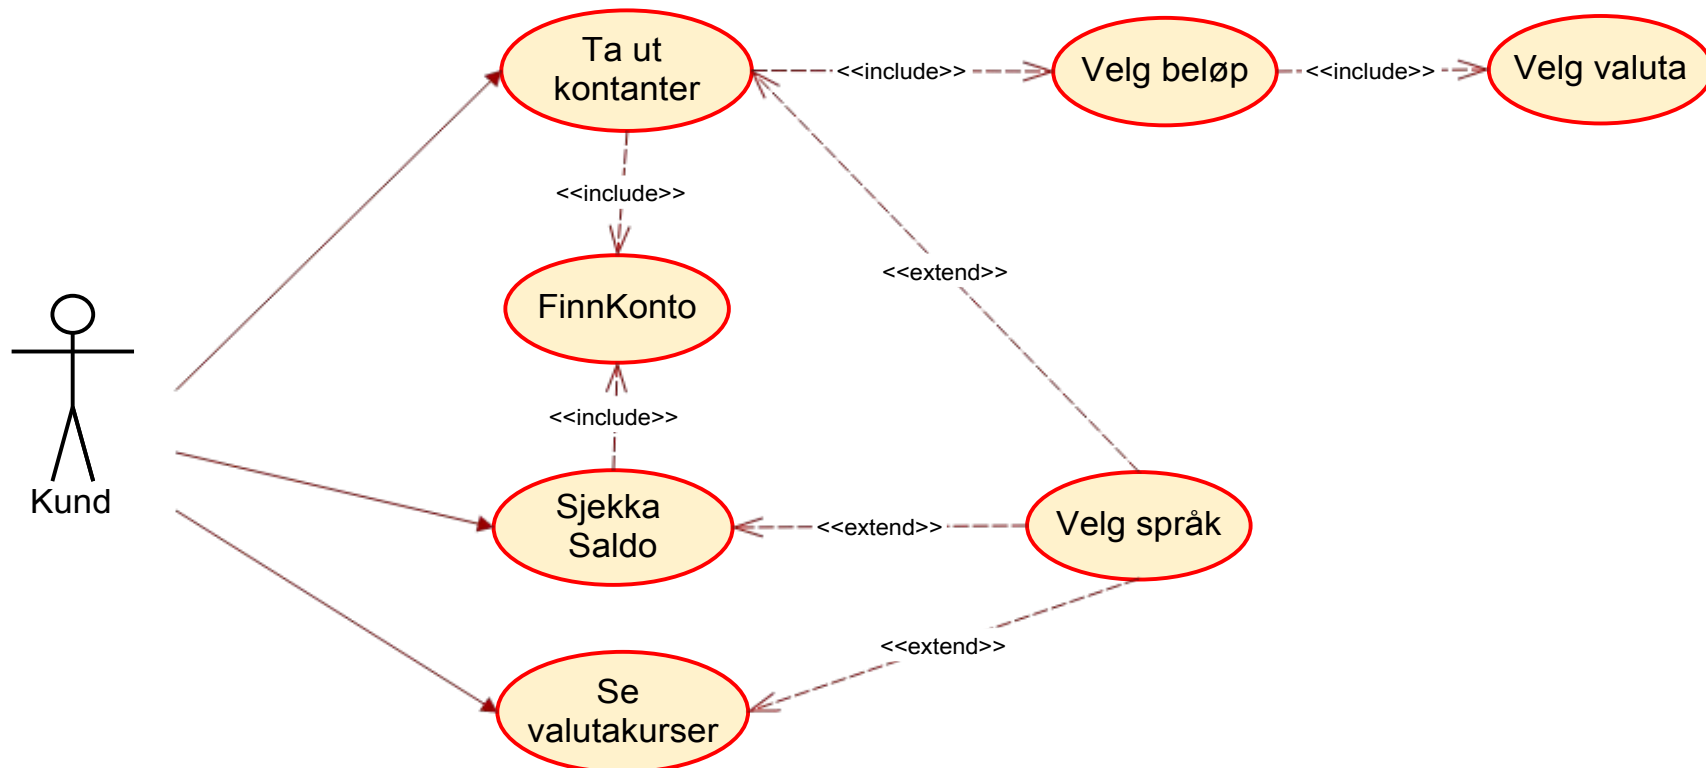 Ta ut
kontanter
<<include>>
Velg beløp
<<include>>
Velg valuta
<<include>>
<<extend>>
FinnKonto
<<include>>
Kund
Sjekka
Saldo
<<extend>>
Velg språk
<<extend>>
Se
valutakurser